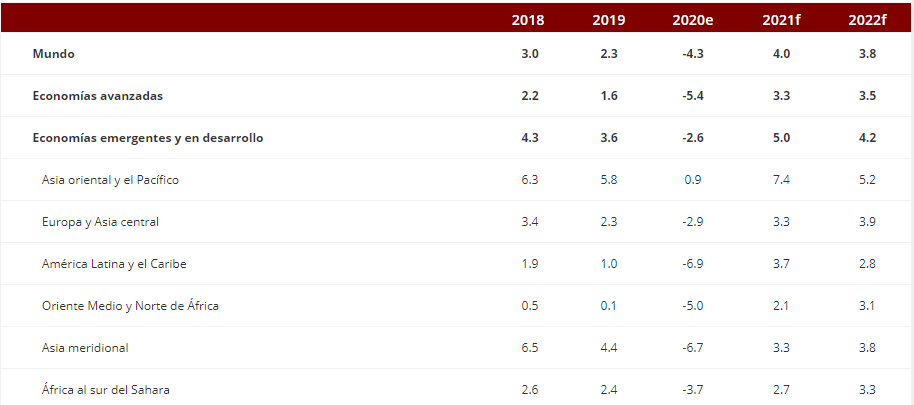 2018 2019 2020e 2021f 2022f
Mundo 3.0 2.3 -4.3 4.0 3.8
Economías avanzadas 2.2 1.6 -5.4 3.3 3.5
Economías emergentes y en desarrollo 4.3 3.6 -2.6 5.0 4.2
Asia oriental y el Pacífico 6.3 5.8 0.9 7.4 5.2
Europa y Asia central 3.4 2.3 -2.9 3.3 3.9
América Latina y el Caribe 1.9 1.0 -6.9 3.7 2.8
Oriente Medio y Norte de África 0.5 0.1 -5.0 2.1 3.1
Asia meridional 6.5 4.4 -6.7 3.3 3.8
África al sur del Sahara 2.6 2.4 -3.7 2.7 3.3